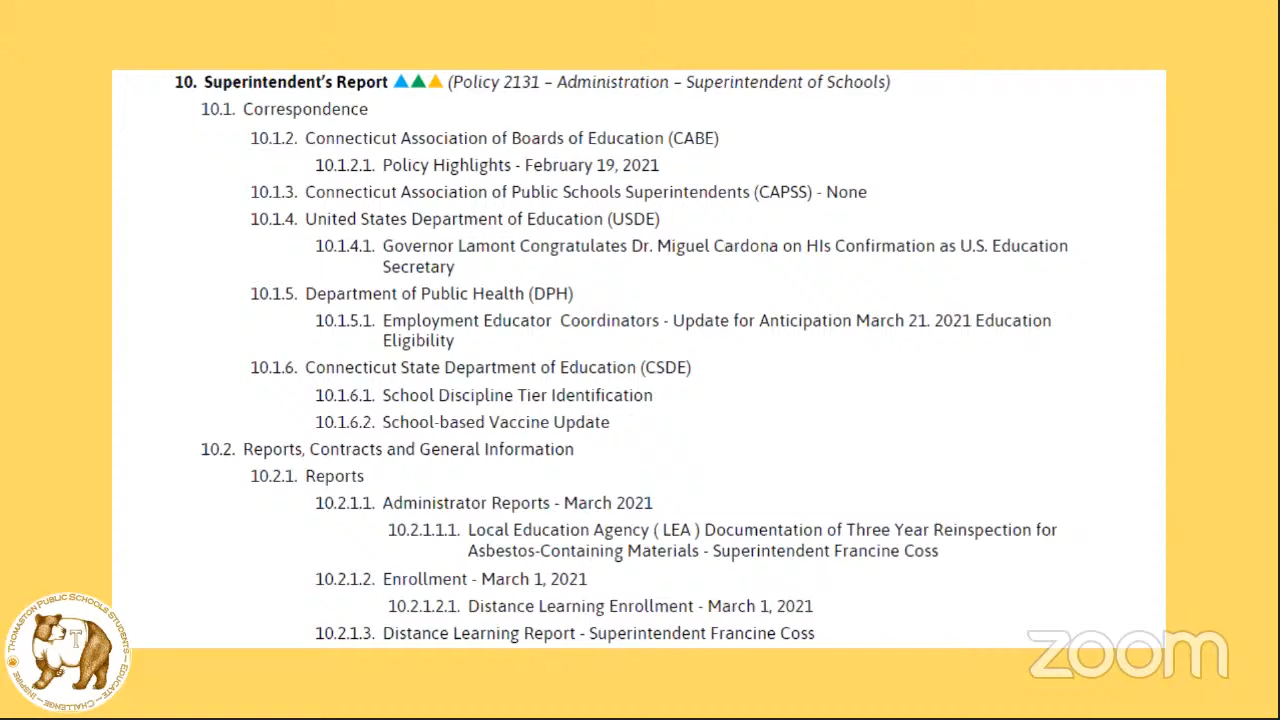 10. Superintendent's Report (Policy 2131 – Administration – Superintendent of Schools)
10.1. Correspondence
10.1.2. Connecticut Association of Boards of Education (CABE)
10.1.2.1. Policy Highlights - February 19, 2021
10.1.3. Connecticut Association of Public Schools Superintendents (CAPSS) - None
10.1.4. United States Department of Education (USDE)
10.1.4.1. Governor Lamont Congratulates Dr. Miguel Cardona on HIs Confirmation as U.S. Education
Secretary
10.1.5. Department of Public Health (DPH)
10.1.5.1. Employment Educator Coordinators - Update for Anticipation March 21. 2021 Education
Eligibility
10.1.6. Connecticut State Department of Education (CSDE)
10.1.6.1. School Discipline Tier Identification
10.1.6.2. School-based Vaccine Update
10.2. Reports, Contracts and General Information
10.2.1. Reports
10.2.1.1. Administrator Reports - March 2021
10.2.1.1.1. Local Education Agency ( LEA ) Documentation of Three Year Reinspection for
Asbestos-Containing Materials - Superintendent Francine Coss
10.2.1.2. Enrollment - March 1, 2021
10.2.1.2.1. Distance Learning Enrollment - March 1, 2021
10.2.1.3. Distance Learning Report - Superintendent Francine Coss
THOMASTON PUBLIC SCHOOLS STUDENTS – EDUCATE – CHALLENGE – INSPIRE
T
zoom